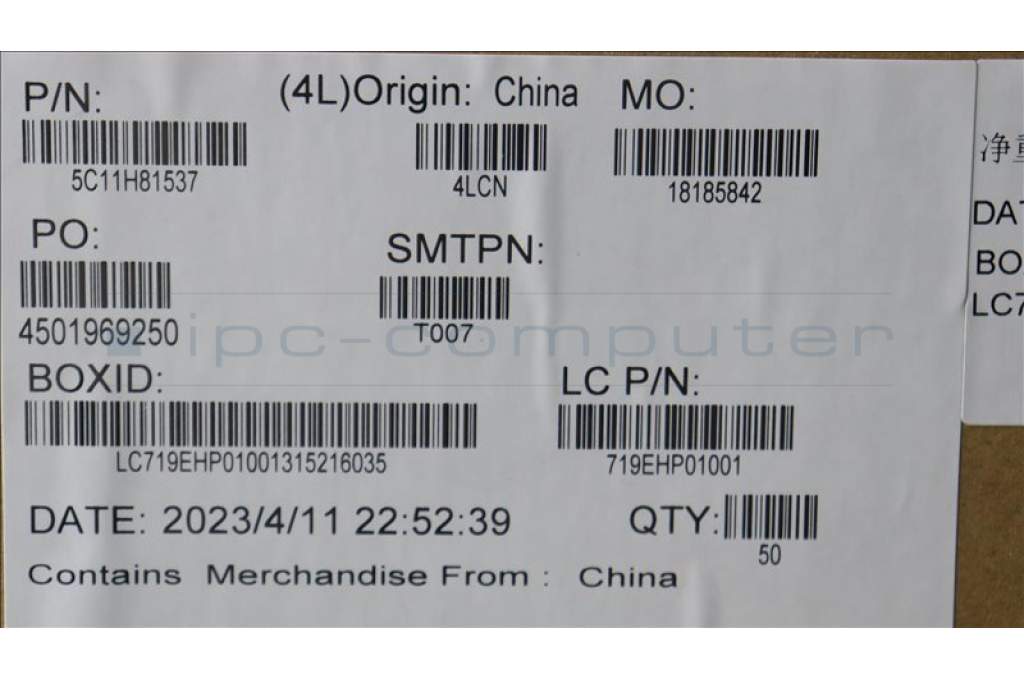 P/N:
(4L)Origin: China
MO:
5C11H81537
4LCN
18185842
PO:
SMTPN:
4501969250
T007
ipc-computer
BOXID:
LC P/N:
LC719EHP01001315216035
719EHP01001
DATE: 2023/4/11 22:52:39
QTY:
50
Contains Merchandise From : China
净
DAT
BO
LC7